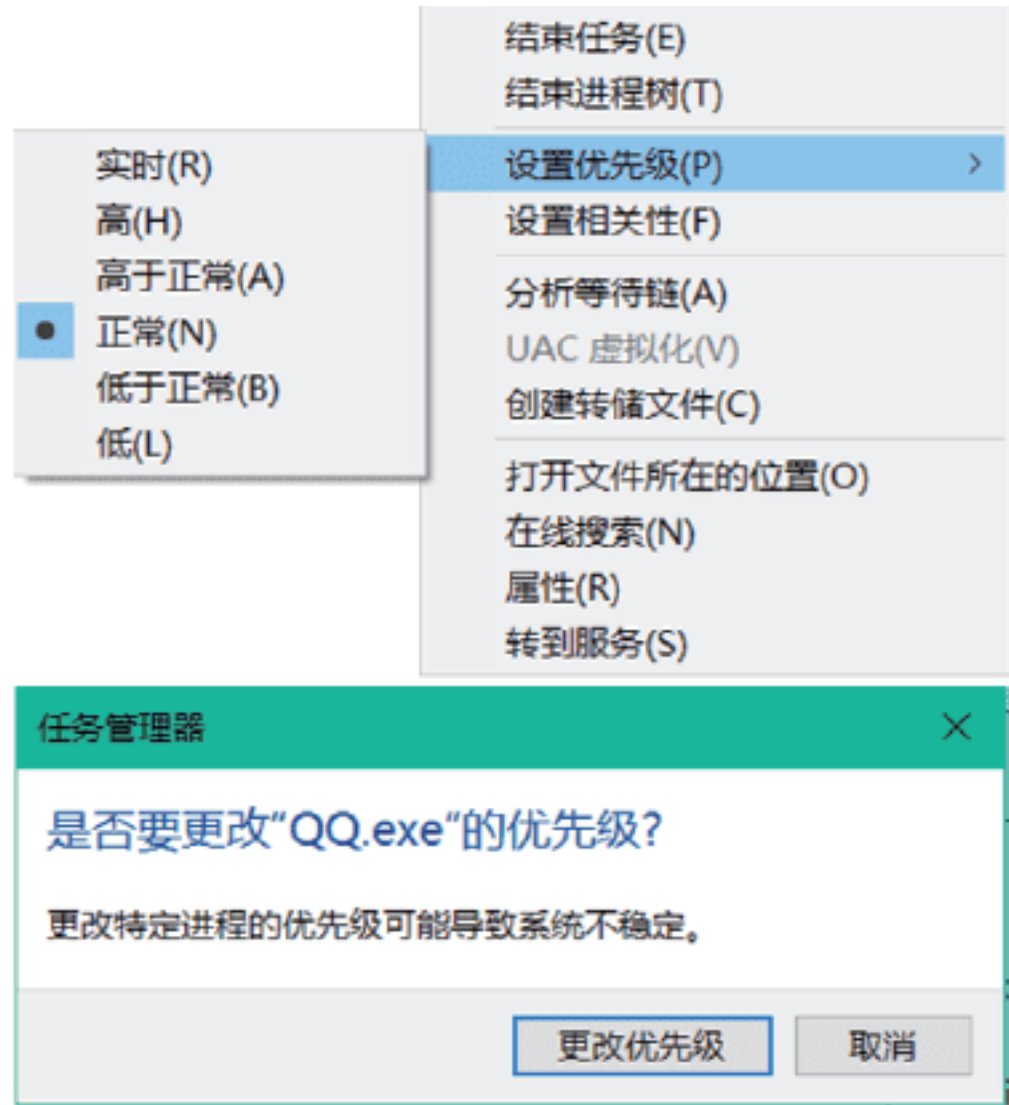 结束任务(E)
结束进程树(T)
设置优先级(P)
设置相关性(F)
分析等待链(A)
UAC 虚拟化(V)
创建转储文件(C)
打开文件所在的位置(O)
在线搜索(N)
属性(R)
转到服务(S)
实时(R)
高(H)
高于正常(A)
正常(N)
低于正常(B)
低(L)
任务管理器
是否要更改"QQ.exe"的优先级?
更改特定进程的优先级可能导致系统不稳定。
更改优先级
取消